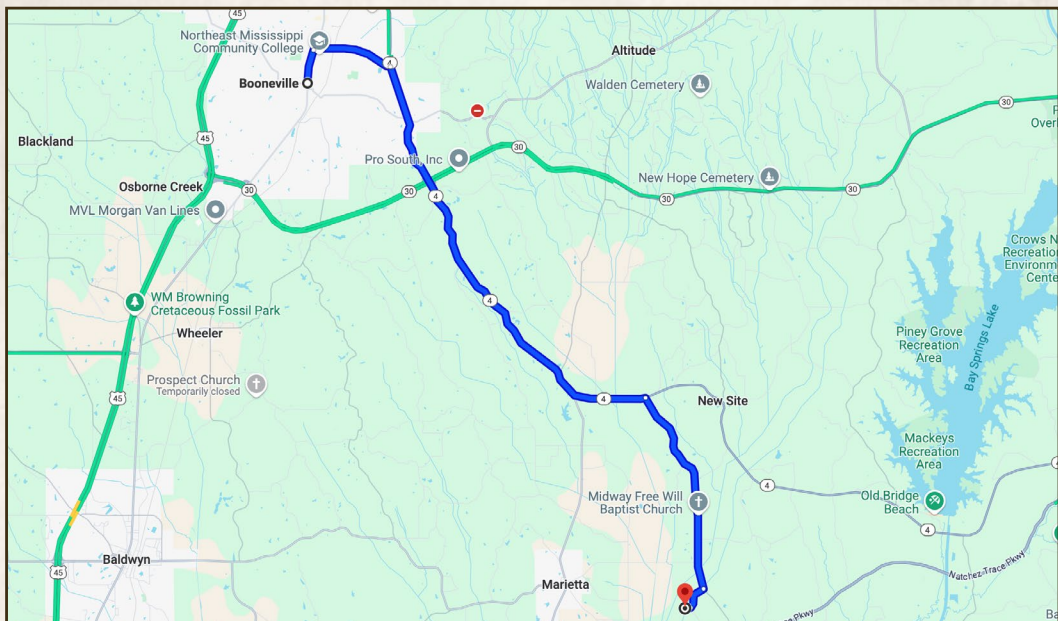 45
Northeast Mississippi
Community College
4
Altitude
Booneville
Walden Cemetery
30
Blackland
45
Pro South, Inc
30
Osborne Creek
30
30
New Hope Cemetery
30
4
30
MVL Morgan Van Lines
Crows N
Recreation
Environm
Cente
WM Browning
Cretaceous Fossil Park
4
Wheeler
Piney Grove
Recreation
Area
Bay Springs Lake
Prospect Church
Temporarily closed
45
4
New Site
Mackeys
Recreation
Area
4
Midway Free Will
Baptist Church
Old Bridge
Beach
4
Baldwyn
45
Marietta
Natchez Trace Pkwy
Pkwy